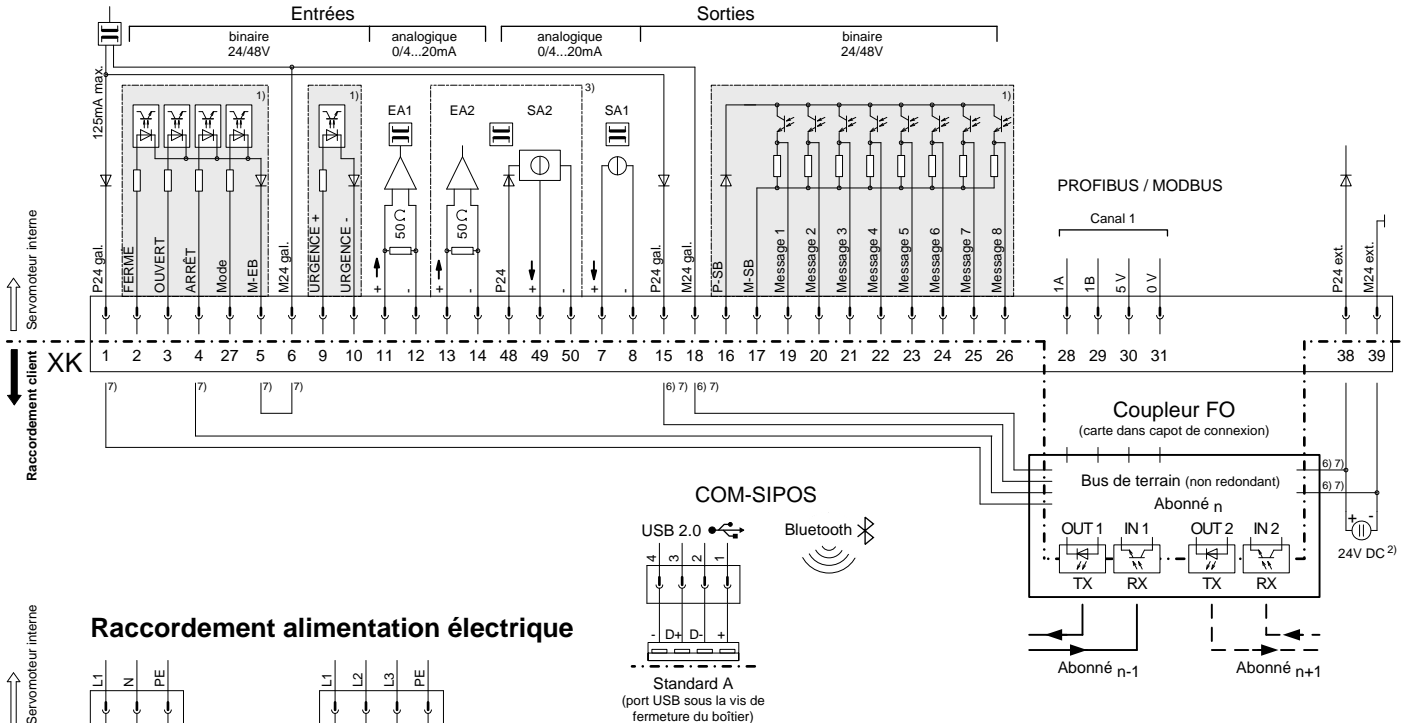 Entrées
Sorties
binaire
24/48V
analogique
0/4...20mA
analogique
0/4...20mA
binaire
24/48V
125mA max.
1)
1)
3)
1)
EA1
EA2
SA2
SA1
50Ω
50Ω
PROFIBUS / MODBUS
Canal 1
Servomoteur interne
P24 gal.
FERMÉ
OUVERT
ARRÊT
Mode
M-EB
M24 gal.
URGENCE +
URGENCE -
+
-
+
-
P24
+
-
+
-
P24 gal.
M24 gal.
P-SB
M-SB
Message 1
Message 2
Message 3
Message 4
Message 5
Message 6
Message 7
Message 8
1A
1B
5 V
0 V
P24 ext.
M24 ext.
Raccordement client
XK
1 2 3 4 27 5 6 9 10 11 12 13 14 48 49 50 7 8 15 18 16 17 19 20 21 22 23 24 25 26 28 29 30 31 38 39
7) 7) 7) 7) 6) 7) 6) 7)
Coupleur FO
(carte dans capot de connexion)
6) 7)
6) 7)
Bus de terrain (non redondant)
Abonné n
OUT 1 IN 1 OUT 2 IN 2
TX RX TX RX
+ -
24V DC 2)
Abonné n-1
Abonné n+1
COM-SIPOS
USB 2.0
Bluetooth
4 3 2 1
- D+ D- +
Standard A
(port USB sous la vis de
fermeture du boîtier)
Raccordement alimentation électrique
Servomoteur interne
L1 N PE
L1 L2 L3 PE